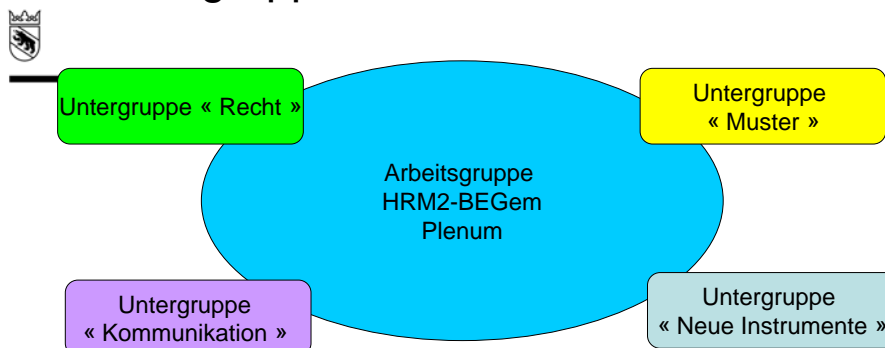 Untergruppe « Recht »
Untergruppe
« Muster »
Arbeitsgruppe
HRM2-BEGem
Plenum
Untergruppe
« Kommunikation »
Untergruppe
« Neue Instrumente »